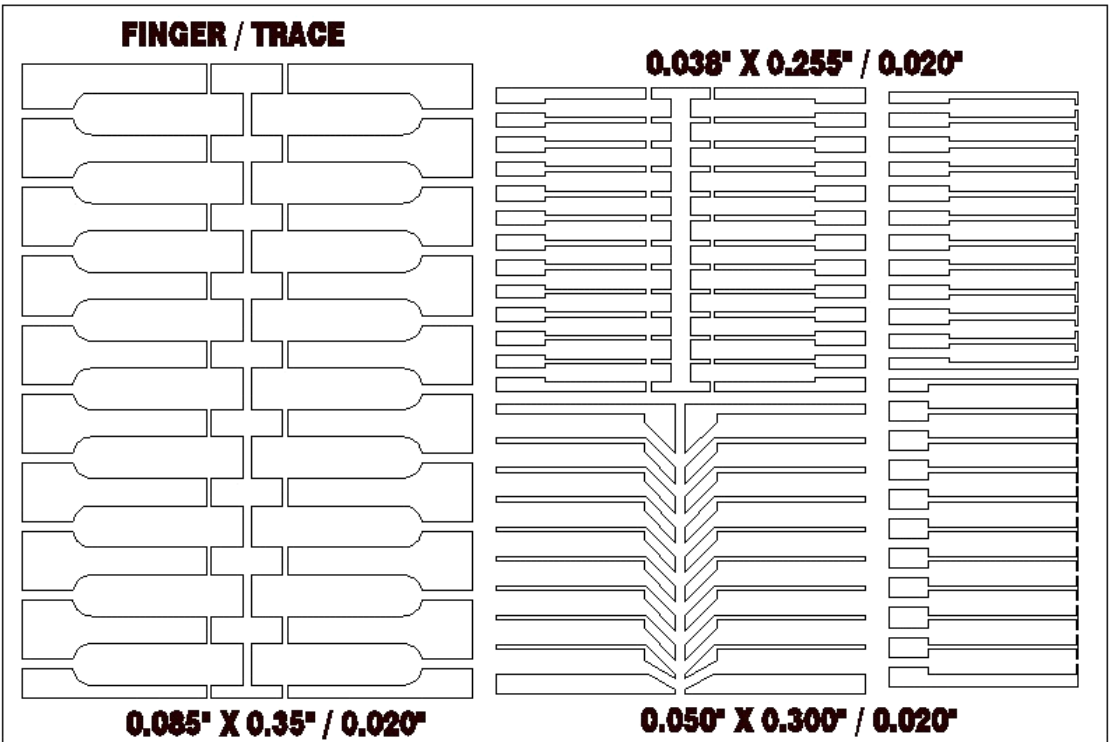 FINGER / TRACE
0.038" X 0.255" / 0.020"
0.085" X 0.35" / 0.020"
0.050" X 0.300" / 0.020"